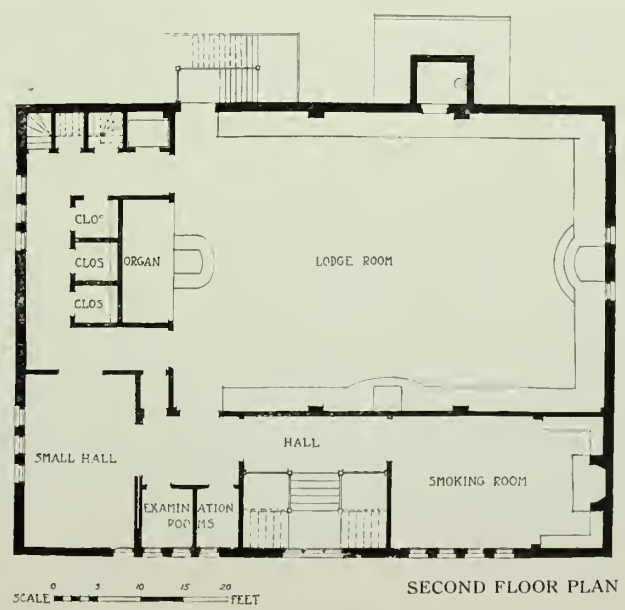 CLOS
CLOS
ORGAN
LODGE ROOM
CLOS
HALL
SMALL HALL
SMOKING ROOM
EXAMINATION
ROOMS
SCALE 0 5 10 15 20 FEET
SECOND FLOOR PLAN